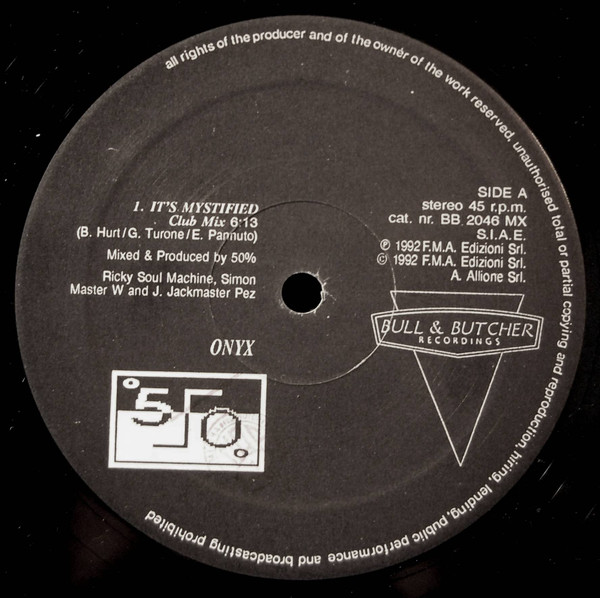 all rights of the producer and of the ownér of the work reserved, unauthorised total or partial copying and reproduction, hiring, lending, public performance and broadcasting prohibited
1. IT'S MYSTIFIED
Club Mix 6:13
(B. Hurt/G. Turone/E. Pannuto)
Mixed & Produced by 50%
Ricky Soul Machine, Simon
Master W and J. Jackmaster Pez
ONYX
50
SIDE A
stereo 45 r.p.m.
cat. nr. BB 2046 MX
S.I.A.E.
℗ 1992 F.M.A. Edizioni Srl.
© 1992 F.M.A. Edizioni Srl.
A. Allione Srl.
BULL & BUTCHER
RECORDINGS